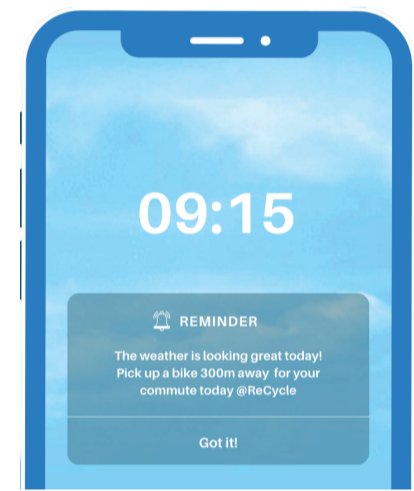 09:15
REMINDER
The weather is looking great today!
Pick up a bike 300m away for your
commute today @ReCycle
Got it!